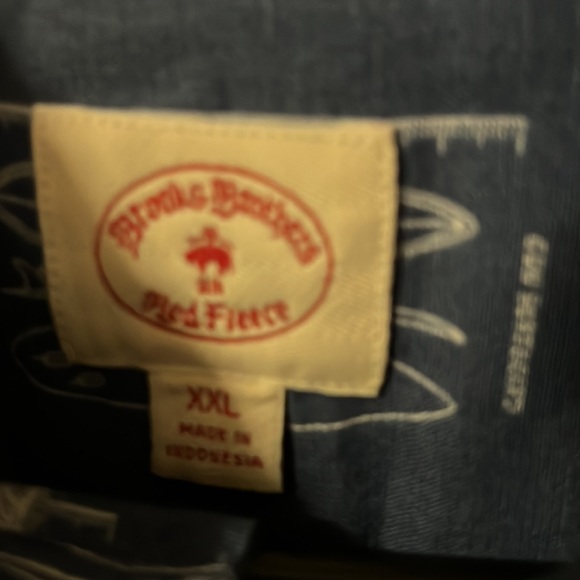 Brooks Brothers
Red Fleece
XXL
MADE IN
INDONESIA